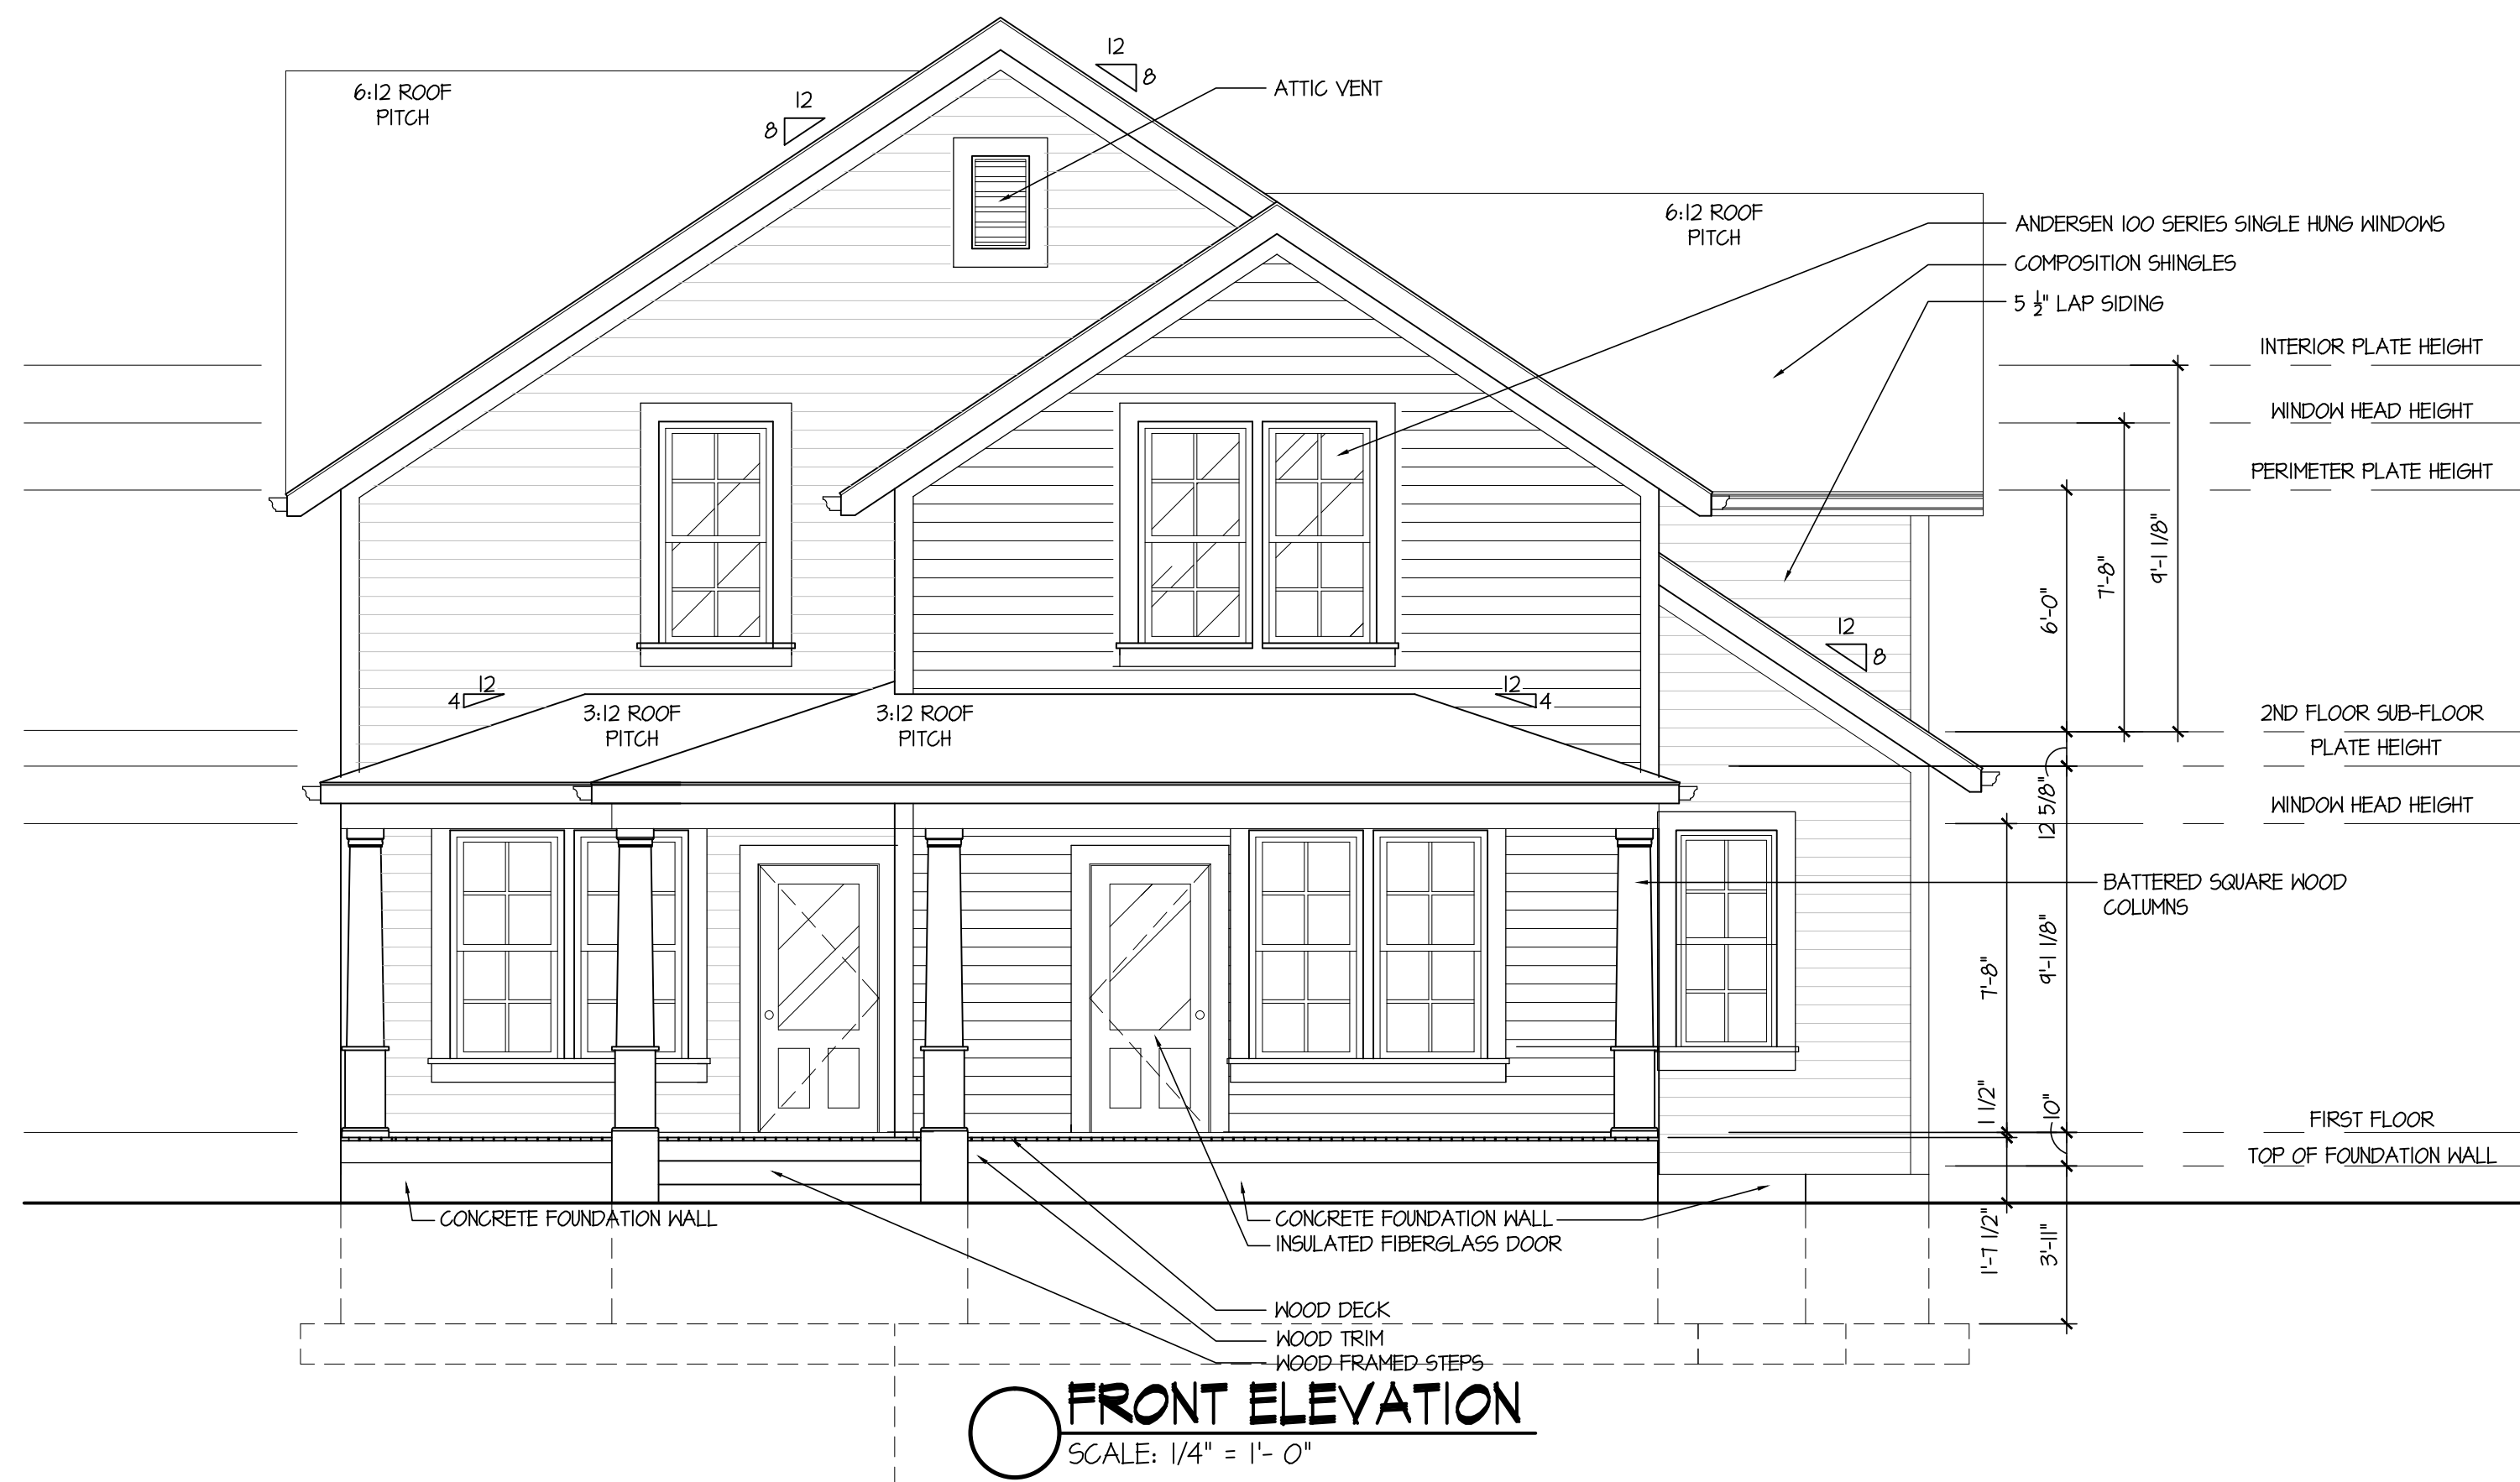 12
8
6:12 ROOF
PITCH
12
8
ATTIC VENT
6:12 ROOF
PITCH
ANDERSEN 100 SERIES SINGLE HUNG WINDOWS
COMPOSITION SHINGLES
5 1/2" LAP SIDING
INTERIOR PLATE HEIGHT
WINDOW HEAD HEIGHT
PERIMETER PLATE HEIGHT
9'-1 1/8"
7'-8"
6'-0"
12
8
12
4
12
4
3:12 ROOF
PITCH
3:12 ROOF
PITCH
2ND FLOOR SUB-FLOOR
PLATE HEIGHT
12 5/8"
WINDOW HEAD HEIGHT
BATTERED SQUARE WOOD
COLUMNS
9'-1 1/8"
7'-8"
1 1/2"
10"
FIRST FLOOR
TOP OF FOUNDATION WALL
CONCRETE FOUNDATION WALL
CONCRETE FOUNDATION WALL
INSULATED FIBERGLASS DOOR
1'-7 1/2"
3'-11"
WOOD DECK
WOOD TRIM
WOOD FRAMED STEPS
FRONT ELEVATION
SCALE: 1/4" = 1'- 0"